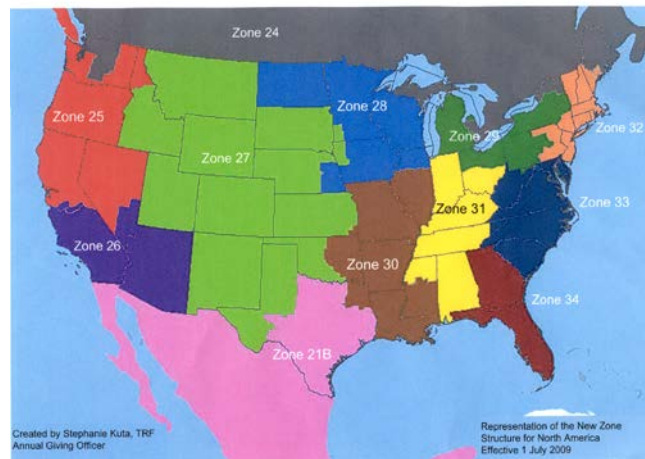 Zone 24
Zone 25
Zone 28
Zone 29
Zone 32
Zone 27
Zone 31
Zone 33
Zone 26
Zone 30
Zone 34
Zone 21B
Created by Stephanie Kuta, TRF
Annual Giving Officer
Representation of the New Zone
Structure for North America
Effective 1 July 2009